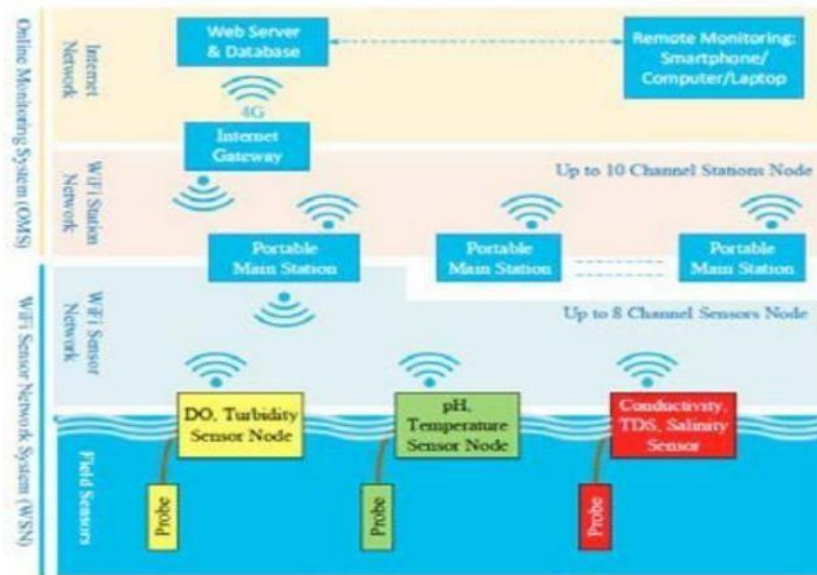 Online Monitoring System (OMS)
Internet
Network
Web Server
& Database
Remote Monitoring:
Smartphone/
Computer/Laptop
4G
Internet
Gateway
WiFi Station
Network
Up to 10 Channel Stations Node
Portable
Main Station
Portable
Main Station
Portable
Main Station
WiFi Sensor Network System (WSN)
WiFi Sensor
Network
Up to 8 Channel Sensors Node
DO, Turbidity
Sensor Node
pH,
Temperature
Sensor Node
Conductivity,
TDS, Salinity
Sensor
Field Sensors
Probe
Probe
Probe